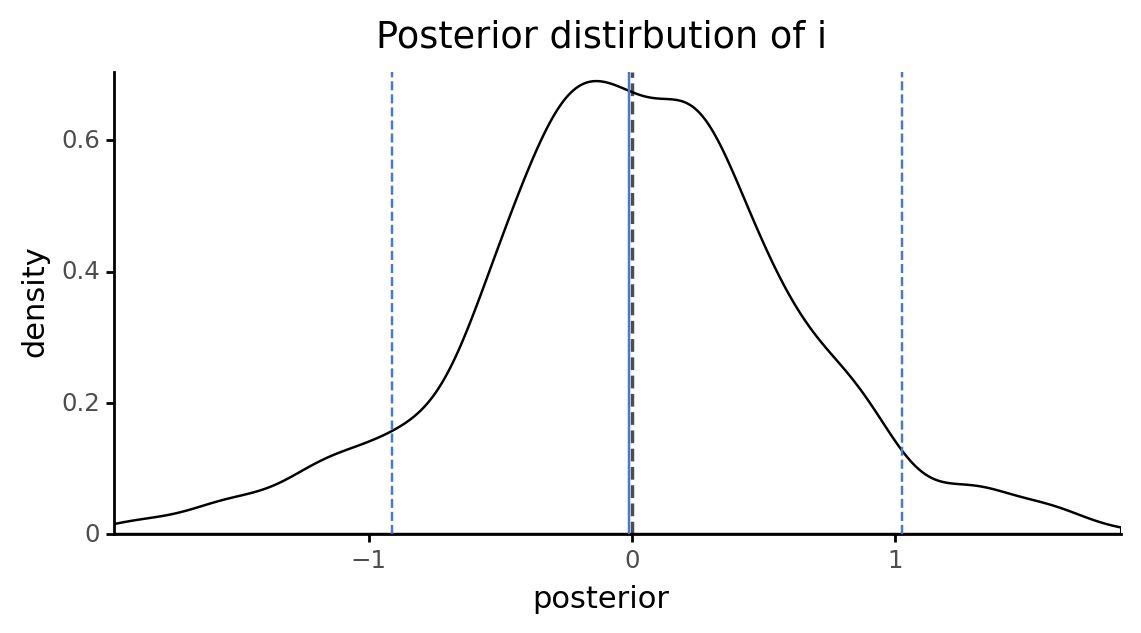 Posterior distirbution of i
density
0.6
0.4
0.2
0
−1
0
1
posterior